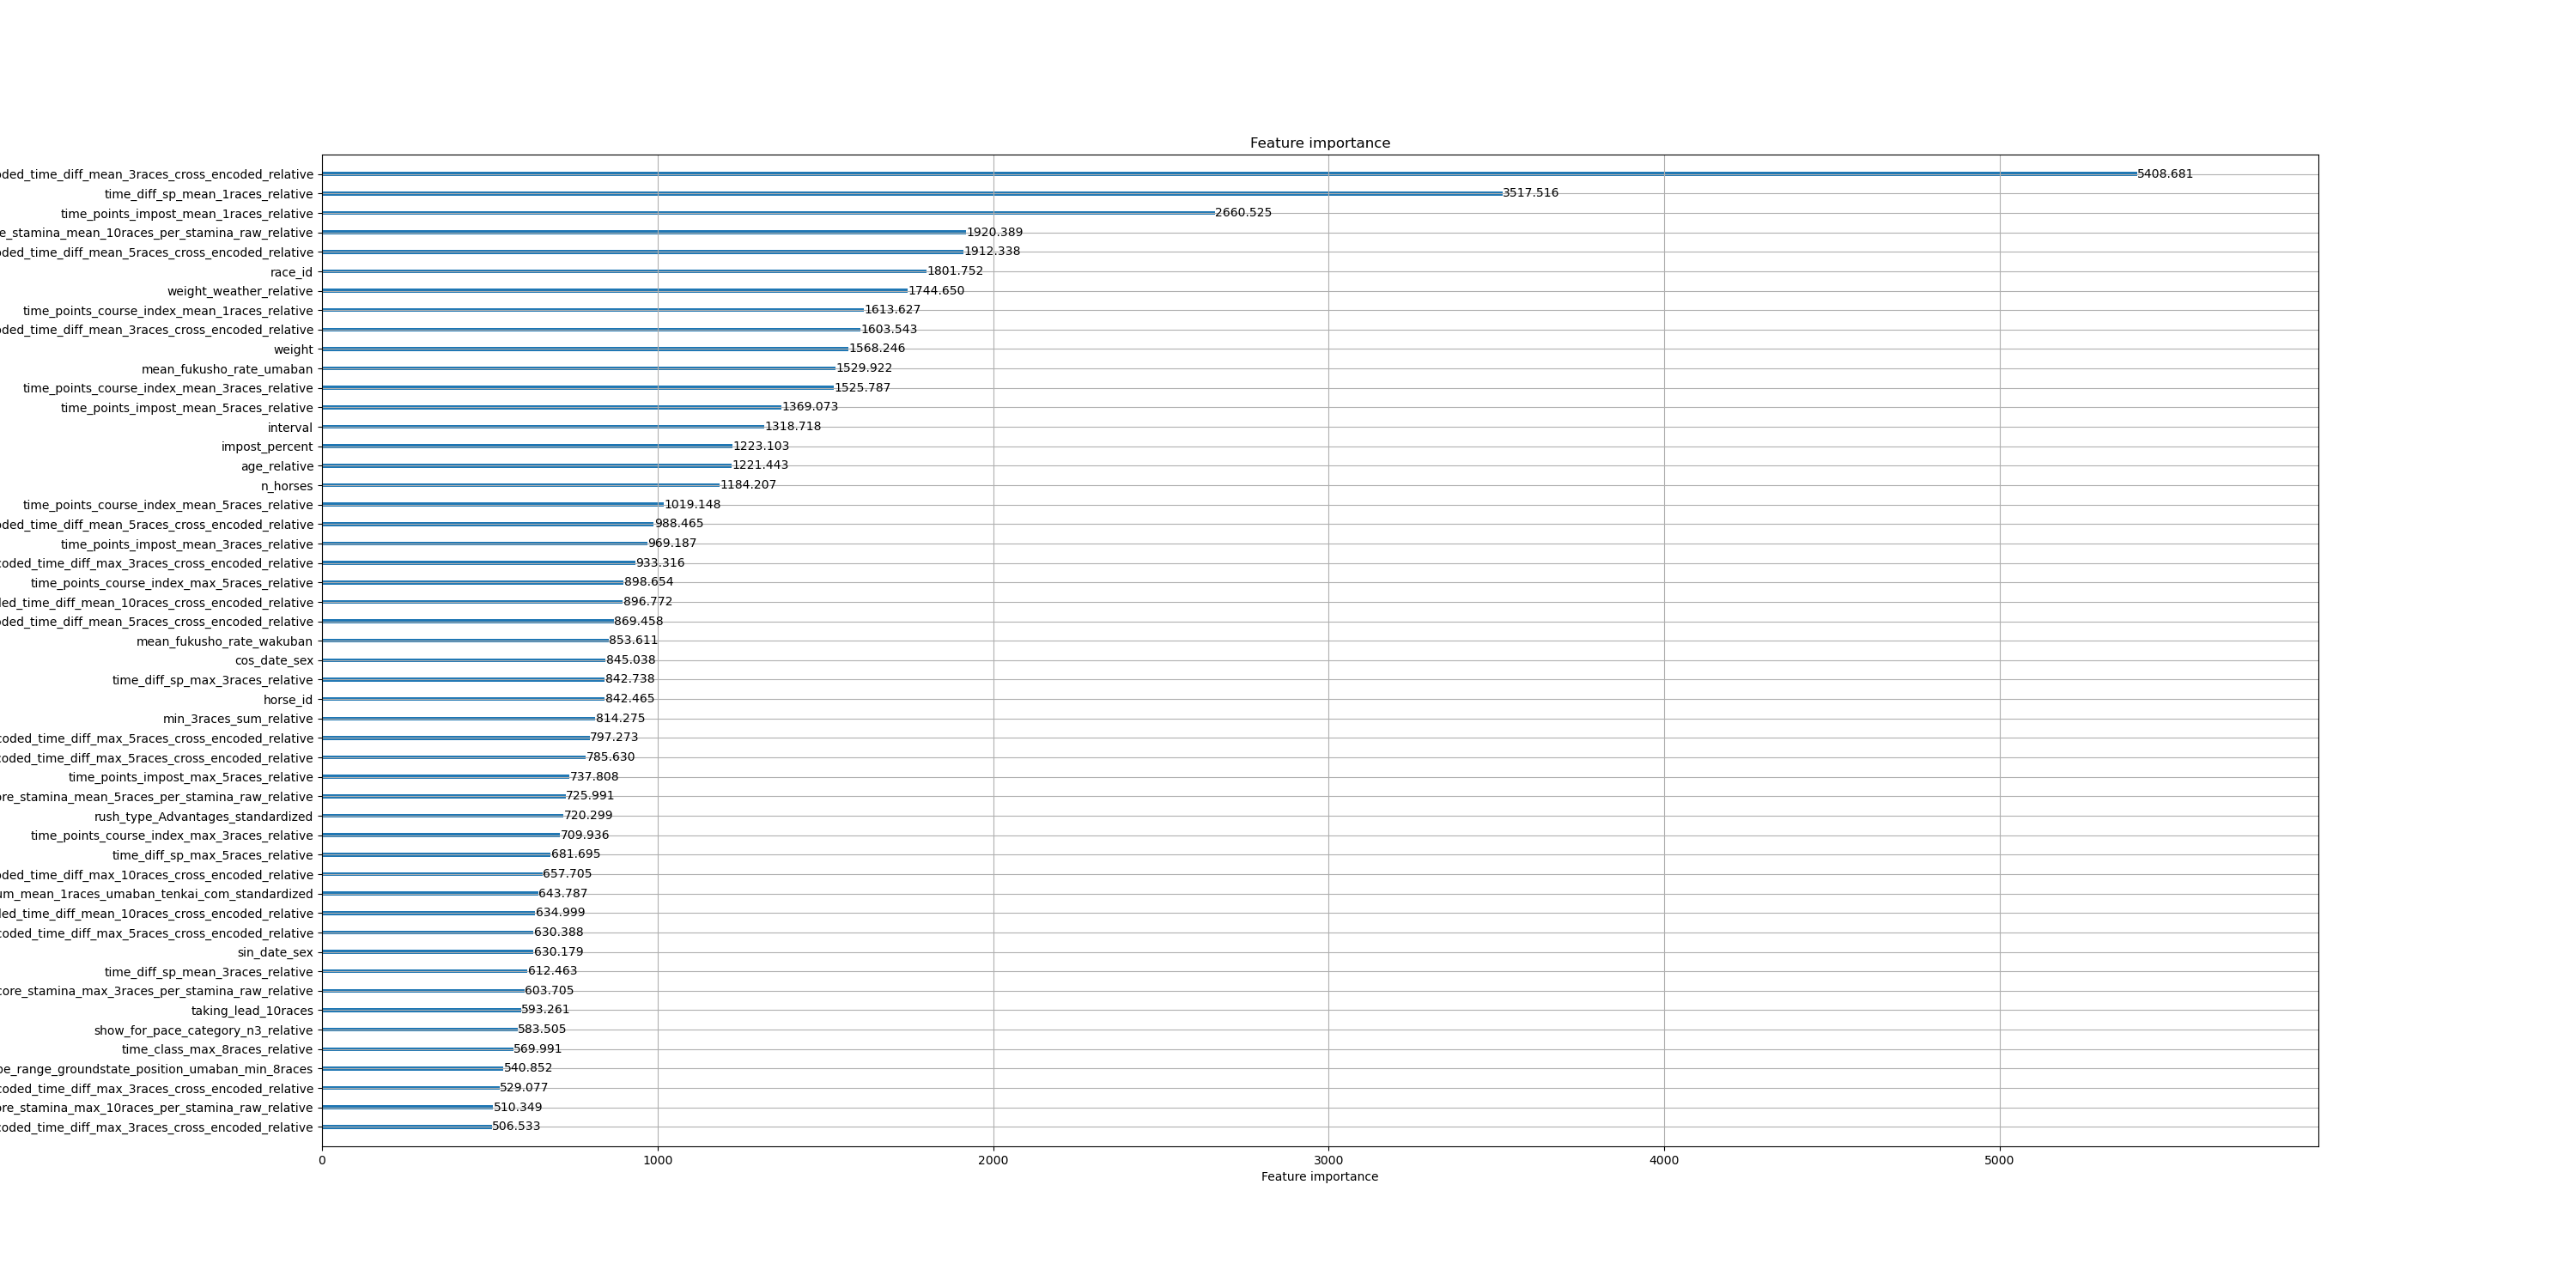 Feature importance
ded_time_diff_mean_3races_cross_encoded_relative 5408.681
time_diff_sp_mean_1races_relative 3517.516
time_points_impost_mean_1races_relative 2660.525
e_stamina_mean_10races_per_stamina_raw_relative 1920.389
ded_time_diff_mean_5races_cross_encoded_relative 1912.338
race_id 1801.752
weight_weather_relative 1744.650
time_points_course_index_mean_1races_relative 1613.627
ded_time_diff_mean_3races_cross_encoded_relative 1603.543
weight 1568.246
mean_fukusho_rate_umaban 1529.922
time_points_course_index_mean_3races_relative 1525.787
time_points_impost_mean_5races_relative 1369.073
interval 1318.718
impost_percent 1223.103
age_relative 1221.443
n_horses 1184.207
time_points_course_index_mean_5races_relative 1019.148
ded_time_diff_mean_5races_cross_encoded_relative 988.465
time_points_impost_mean_3races_relative 969.187
coded_time_diff_max_3races_cross_encoded_relative 933.316
time_points_course_index_max_5races_relative 898.654
led_time_diff_mean_10races_cross_encoded_relative 896.772
ded_time_diff_mean_5races_cross_encoded_relative 869.458
mean_fukusho_rate_wakuban 853.611
cos_date_sex 845.038
time_diff_sp_max_3races_relative 842.738
horse_id 842.465
min_3races_sum_relative 814.275
coded_time_diff_max_5races_cross_encoded_relative 797.273
coded_time_diff_max_5races_cross_encoded_relative 785.630
time_points_impost_max_5races_relative 737.808
ore_stamina_mean_5races_per_stamina_raw_relative 725.991
rush_type_Advantages_standardized 720.299
time_points_course_index_max_3races_relative 709.936
time_diff_sp_max_5races_relative 681.695
ded_time_diff_max_10races_cross_encoded_relative 657.705
um_mean_1races_umaban_tenkai_com_standardized 643.787
led_time_diff_mean_10races_cross_encoded_relative 634.999
coded_time_diff_max_5races_cross_encoded_relative 630.388
sin_date_sex 630.179
time_diff_sp_mean_3races_relative 612.463
core_stamina_max_3races_per_stamina_raw_relative 603.705
taking_lead_10races 593.261
show_for_pace_category_n3_relative 583.505
time_class_max_8races_relative 569.991
pe_range_groundstate_position_umaban_min_8races 540.852
coded_time_diff_max_3races_cross_encoded_relative 529.077
ore_stamina_max_10races_per_stamina_raw_relative 510.349
coded_time_diff_max_3races_cross_encoded_relative 506.533
0 1000 2000 3000 4000 5000
Feature importance